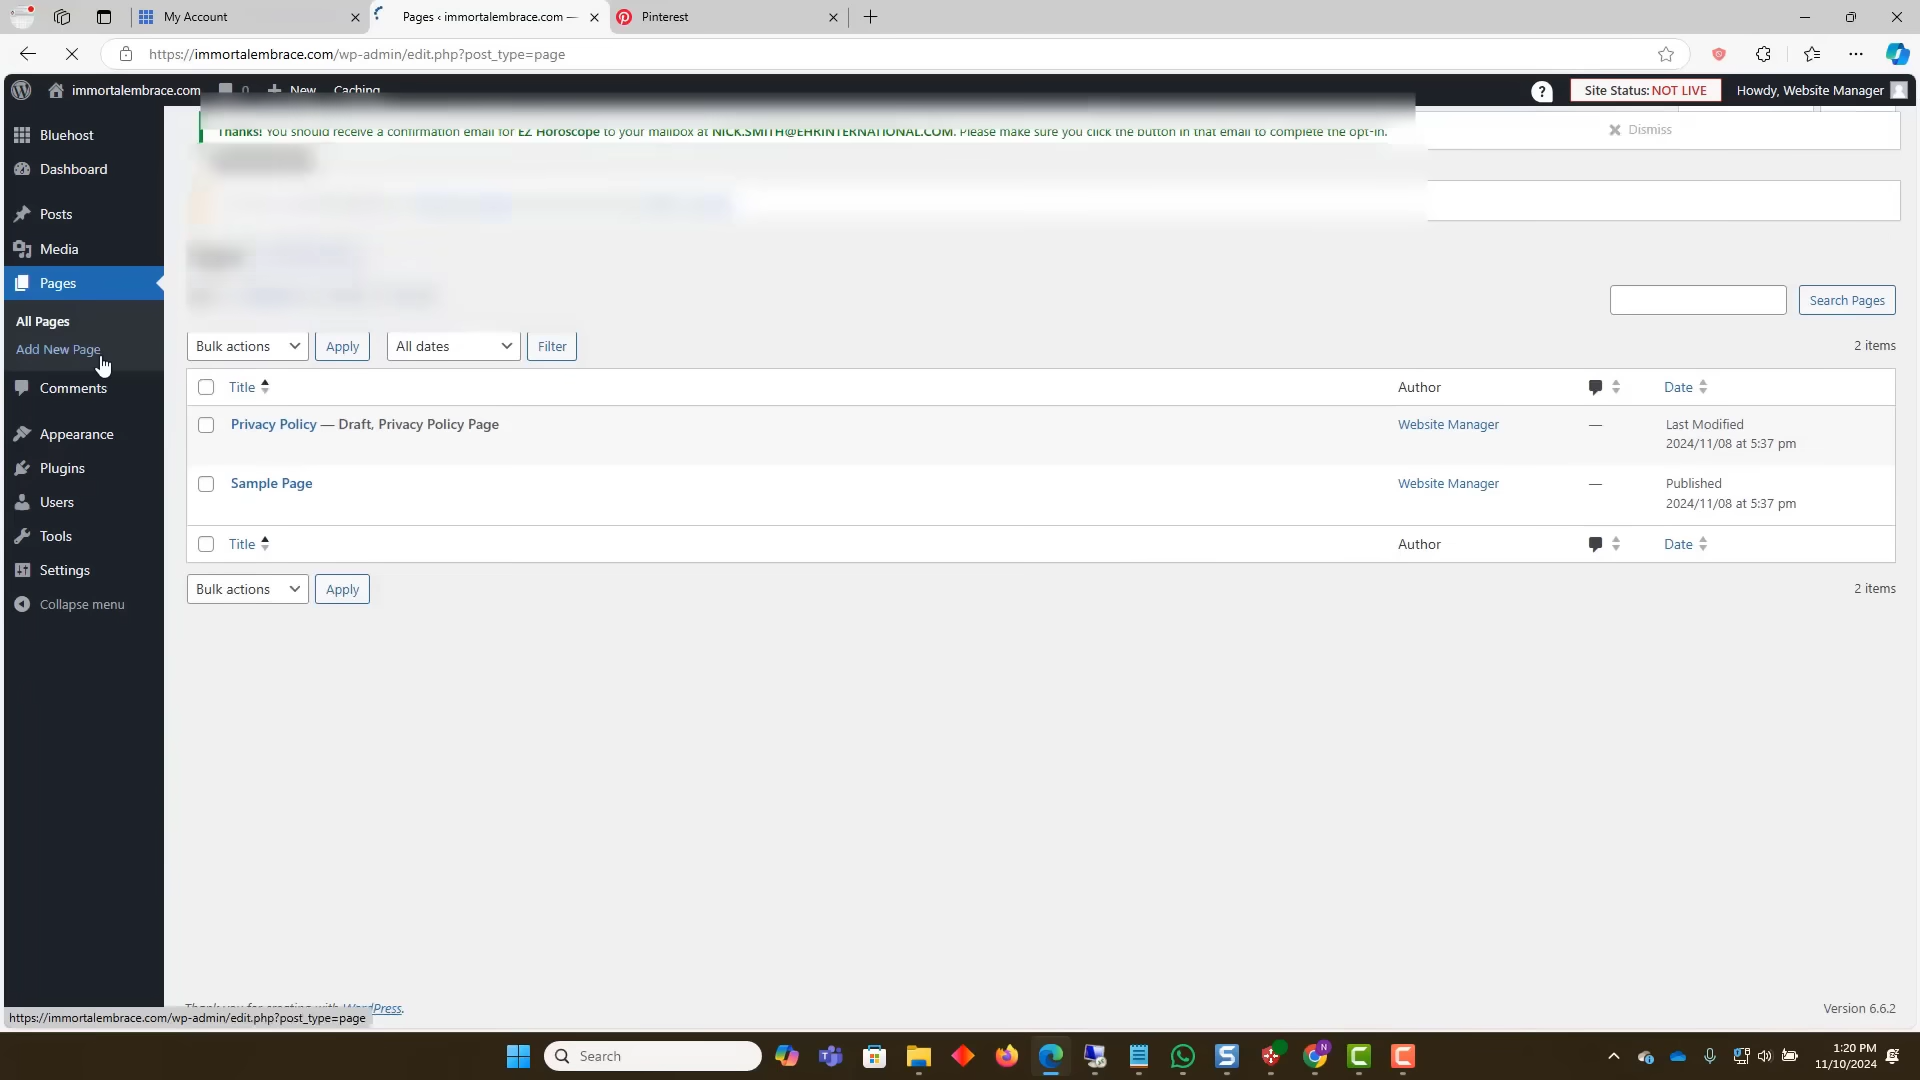 My Account
Pages ‹ immortalembrace.com —
Pinterest
https://immortalembrace.com/wp-admin/edit.php?post_type=page
immortalembrace.com
0
New
Caching
Site Status: NOT LIVE
Howdy, Website Manager
Bluehost
Dashboard
Posts
Media
Pages
All Pages
Add New Page
Comments
Appearance
Plugins
Users
Tools
Settings
Collapse menu
Thanks! You should receive a confirmation email for EZ Horoscope to your mailbox at NICK.SMITH@EHRINTERNATIONAL.COM. Please make sure you click the button in that email to complete the opt-in.
Dismiss
Search Pages
Bulk actions
Apply
All dates
Filter
2 items
Title
Author
Date
Privacy Policy — Draft, Privacy Policy Page
Website Manager
—
Last Modified
2024/11/08 at 5:37 pm
Sample Page
Website Manager
—
Published
2024/11/08 at 5:37 pm
Title
Author
Date
Bulk actions
Apply
2 items
Thank you for creating with WordPress.
Version 6.6.2
https://immortalembrace.com/wp-admin/edit.php?post_type=page
Search
N
1:20 PM
11/10/2024